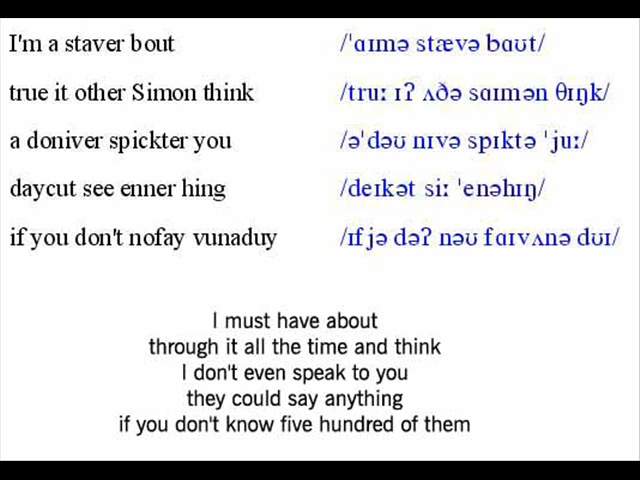 I'm a staver bout /ˈɑɪmə stævə bɑʊt/
true it other Simon think /truː ɪʔ ʌðə sɑɪmən θɪŋk/
a doniver spickter you /əˈdəʊ nɪvə spɪktə ˈjuː/
daycut see enner hing /deɪkət siː ˈenəhɪŋ/
if you don't nofay vunaduy /ɪf jə dəʔ nəʊ fɑɪvʌnə dʊɪ/
I must have about
through it all the time and think
I don't even speak to you
they could say anything
if you don't know five hundred of them